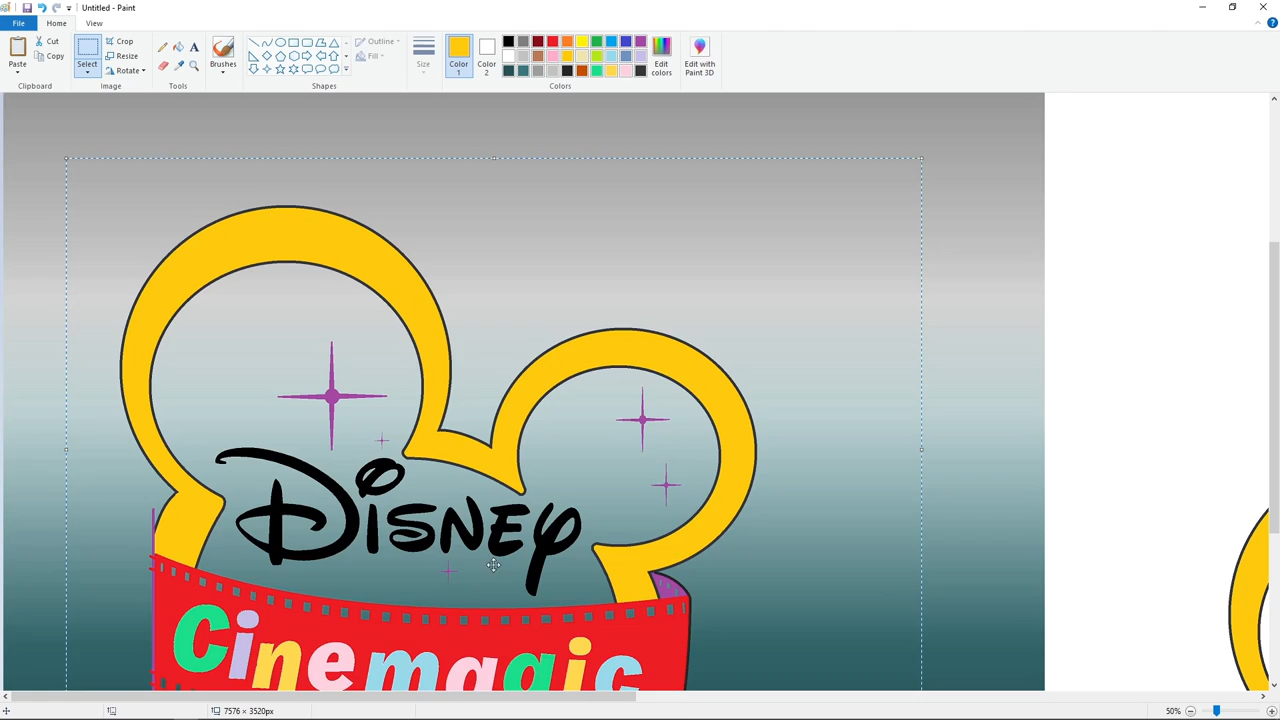 Untitled - Paint
File Home View
Paste Cut Copy Clipboard
Select Crop Resize Rotate Image
Tools
Brushes
Outline Fill Shapes
Size
Color 1 Color 2
Edit colors
Colors
Edit with Paint 3D
Disney
Cinemagic
7576 × 3520px
50%